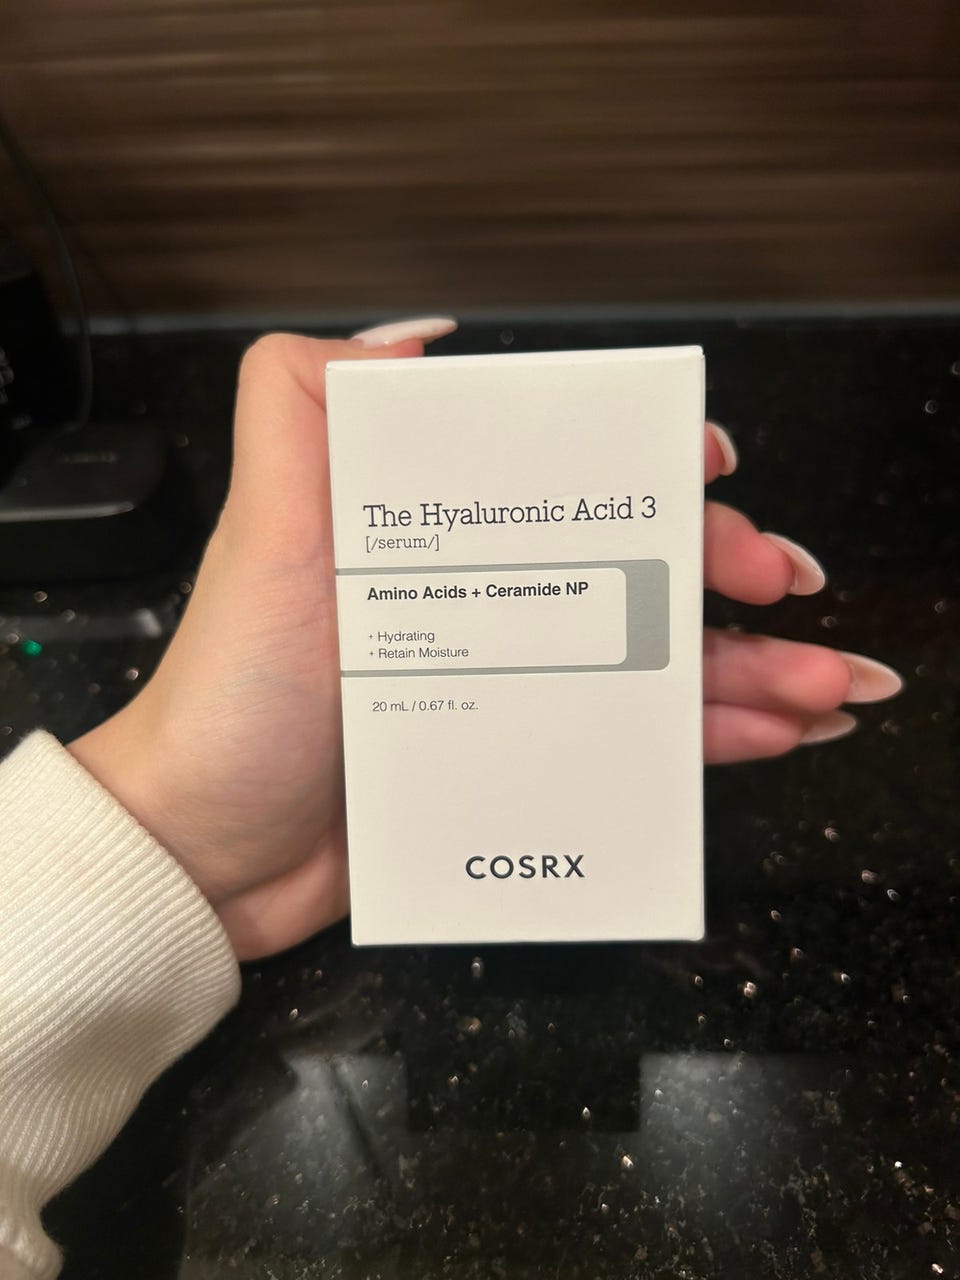 The Hyaluronic Acid 3
[/serum/]
Amino Acids + Ceramide NP
+ Hydrating
+ Retain Moisture
20 mL / 0.67 fl. oz.
COSRX